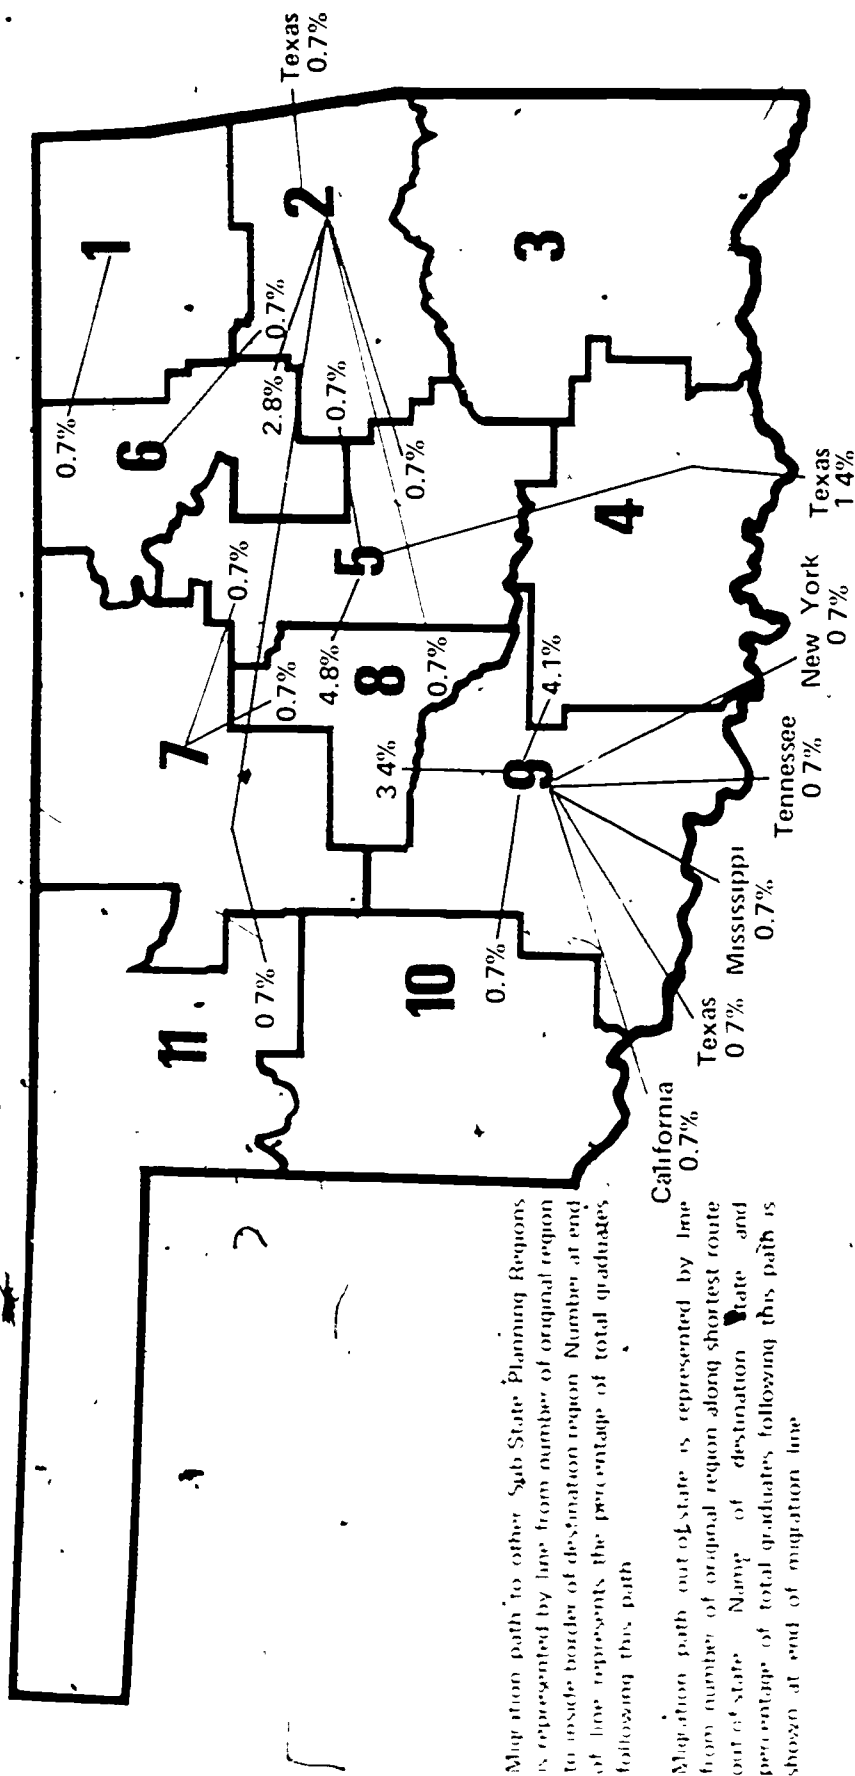 1
0.7%
6
0.7%
2
Texas
0.7%
2.8%
0.7%
0.7%
3
5
0.7%
4
Texas
1 4%
7
0.7%
4.8%
8
0.7%
3 4%
4.1%
9
New York
0 7%
Tennessee
0 7%
Mississippi
0.7%
Texas
0 7%
California
0.7%
11
0 7%
10
0.7%
Migration path to other Sub State Planning Regions
is represented by line from number of original region
to inside border of destination region Number at end
of line represents the percentage of total graduates
following this path
Migration path out of state is represented by line
from number of original region along shortest route
out of state Name of destination state and
percentage of total graduates following this path is
shown at end of migration line